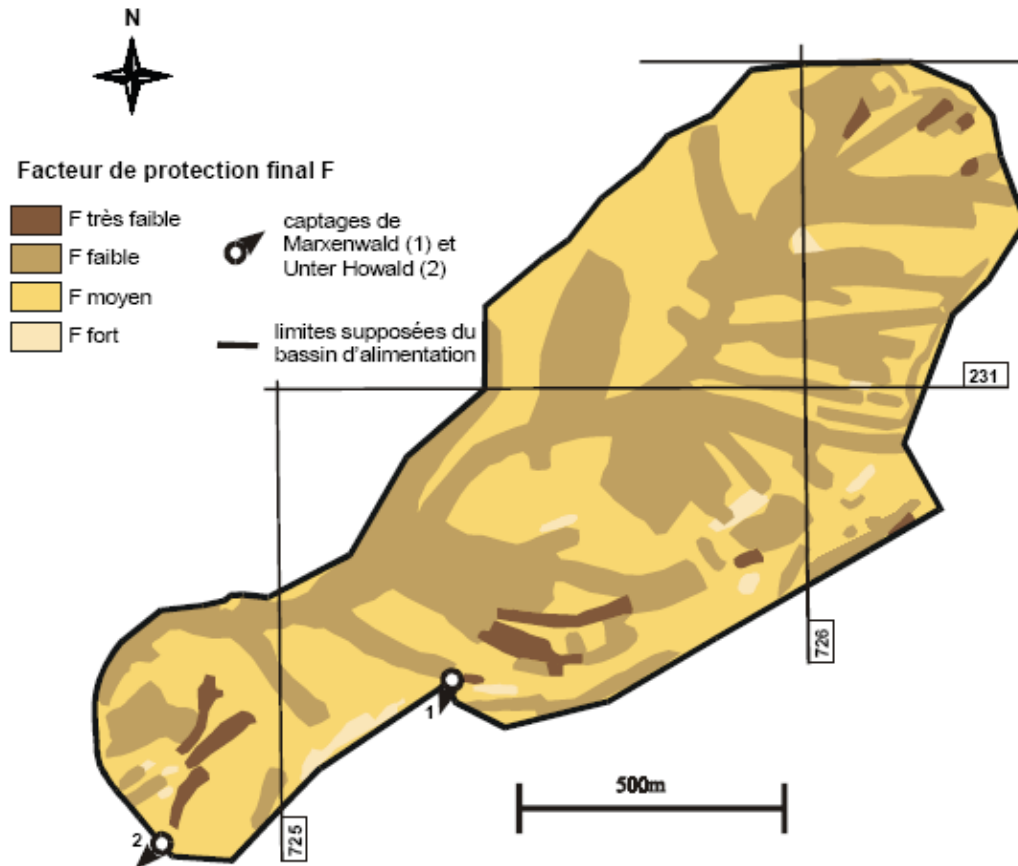 N
Facteur de protection final F
F très faible
F faible
F moyen
F fort
captages de
Marxenwald (1) et
Unter Howald (2)
limites supposées du
bassin d'alimentation
231
726
1
500m
2
725